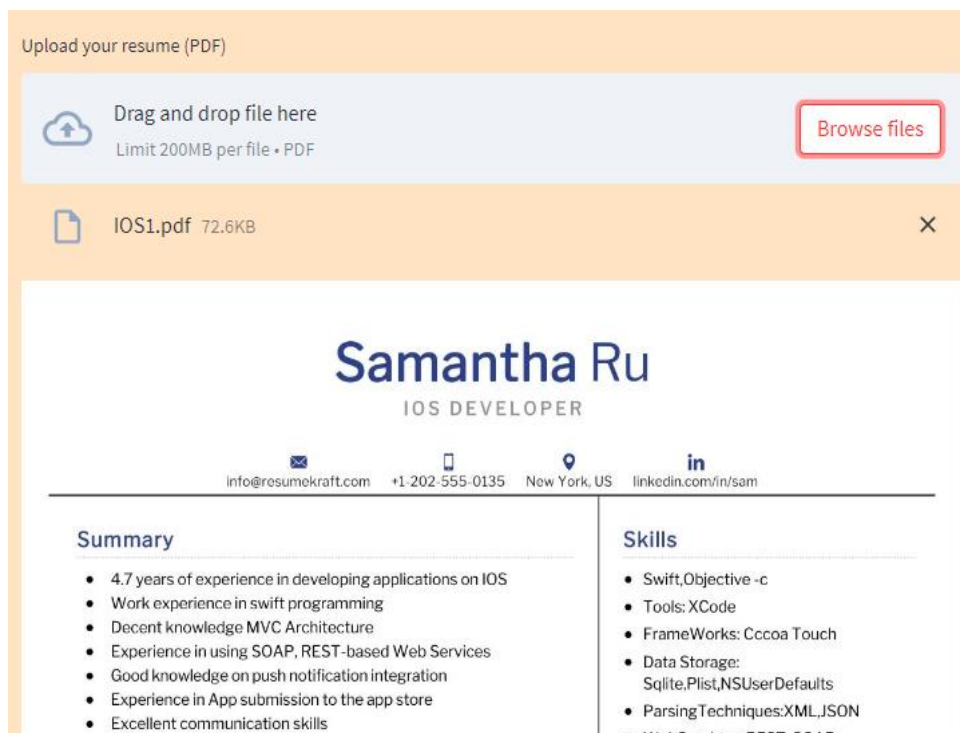 Upload your resume (PDF)
Drag and drop file here
Limit 200MB per file • PDF
Browse files
IOS1.pdf 72.6KB
Samantha Ru
IOS DEVELOPER
info@resumekraft.com +1-202-555-0135 New York, US linkedin.com/in/sam
Summary
• 4.7 years of experience in developing applications on IOS
• Work experience in swift programming
• Decent knowledge MVC Architecture
• Experience in using SOAP, REST-based Web Services
• Good knowledge on push notification integration
• Experience in App submission to the app store
• Excellent communication skills
Skills
• Swift,Objective -c
• Tools: XCode
• FrameWorks: Cccoa Touch
• Data Storage:
Sqlite,Plist,NSUserDefaults
• ParsingTechniques:XML,JSON